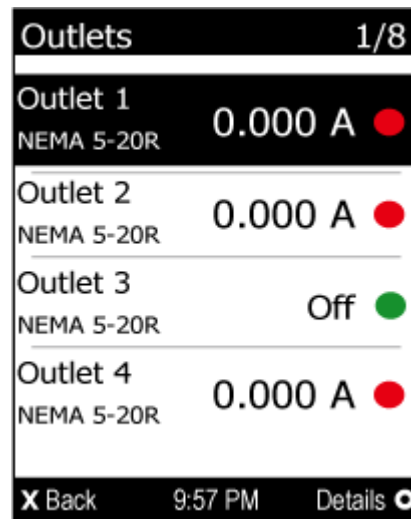 Outlets 1/8
Outlet 1
0.000 A
NEMA 5-20R
Outlet 2
0.000 A
NEMA 5-20R
Outlet 3
Off
NEMA 5-20R
Outlet 4
0.000 A
NEMA 5-20R
X Back 9:57 PM Details O